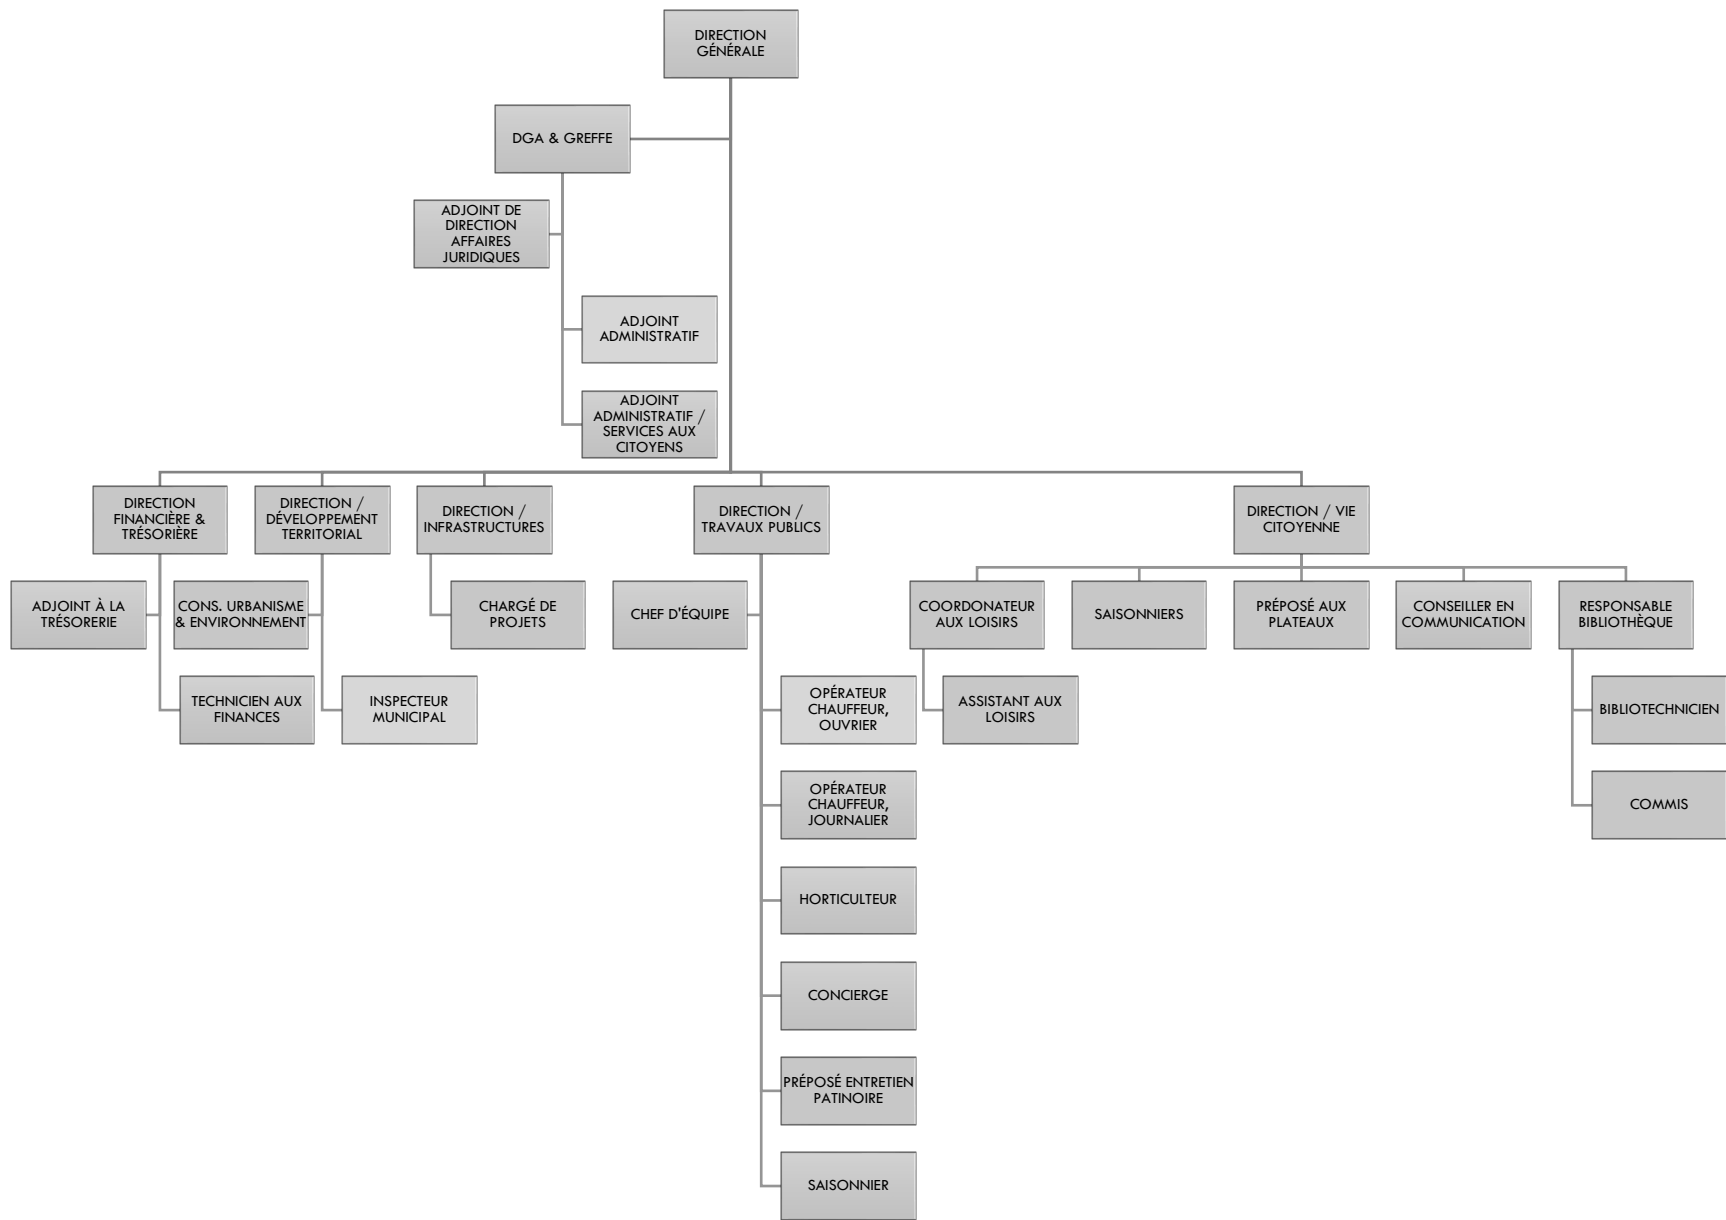 DIRECTION
GÉNÉRALE
DGA & GREFFE
ADJOINT DE
DIRECTION
AFFAIRES
JURIDIQUES
ADJOINT
ADMINISTRATIF
ADJOINT
ADMINISTRATIF /
SERVICES AUX
CITOYENS
DIRECTION
FINANCIÈRE &
TRÉSORIÈRE
DIRECTION /
DÉVELOPPEMENT
TERRITORIAL
DIRECTION /
INFRASTRUCTURES
DIRECTION /
TRAVAUX PUBLICS
DIRECTION / VIE
CITOYENNE
ADJOINT À LA
TRÉSORERIE
CONS. URBANISME
& ENVIRONNEMENT
CHARGÉ DE
PROJETS
CHEF D'ÉQUIPE
COORDONATEUR
AUX LOISIRS
SAISONNIERS
PRÉPOSÉ AUX
PLATEAUX
CONSEILLER EN
COMMUNICATION
RESPONSABLE
BIBLIOTHÈQUE
TECHNICIEN AUX
FINANCES
INSPECTEUR
MUNICIPAL
OPÉRATEUR
CHAUFFEUR,
OUVRIER
ASSISTANT AUX
LOISIRS
BIBLIOTECHNICIEN
OPÉRATEUR
CHAUFFEUR,
JOURNALIER
COMMIS
HORTICULTEUR
CONCIERGE
PRÉPOSÉ ENTRETIEN
PATINOIRE
SAISONNIER